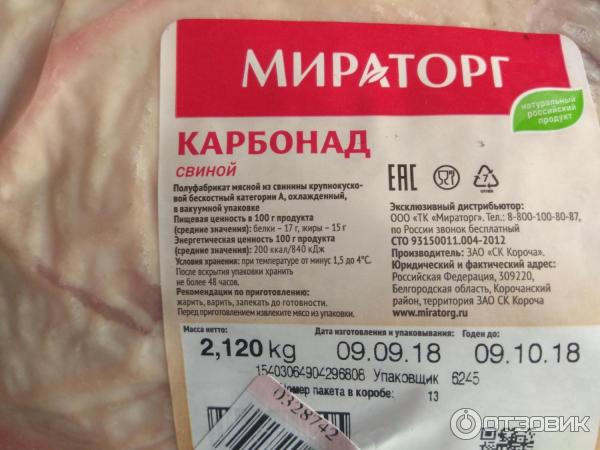 МИРАТОРГ
натуральный
российский
продукт
КАРБОНАД
СВИНОЙ
Полуфабрикат мясной из свинины крупнокуско-
вой бескостный категории А, охлажденный,
в вакуумной упаковке
Пищевая ценность в 100 г продукта
(средние значения): белки – 17 г, жиры – 15 г
Энергетическая ценность 100 г продукта
(средние значения): 200 ккал/840 кДж
Условия хранения: при температуре от минус 1,5 до 4°С.
После вскрытия упаковки хранить
не более 48 часов.
Рекомендации по приготовлению:
жарить, варить, запекать до готовности.
Перед приготовлением извлеките мясо из упаковки.
ЕАС
7
Эксклюзивный дистрибьютор:
ООО «ТК «Мираторг». Тел.: 8-800-100-80-87,
по России звонок бесплатный
СТО 93150011.004-2012
Производитель: ЗАО «СК Короча».
Юридический и фактический адрес:
Российская Федерация, 309220,
Белгородская область, Корочанский
район, территория ЗАО СК Короча
www.miratorg.ru
Масса нетто: Дата изготовления и упаковывания: Годен до:
2,120 kg 09.09.18 09.10.18
15403064904296806 Упаковщик 6245
Номер пакета в коробе: 13
0328742
ОТЗОВИК